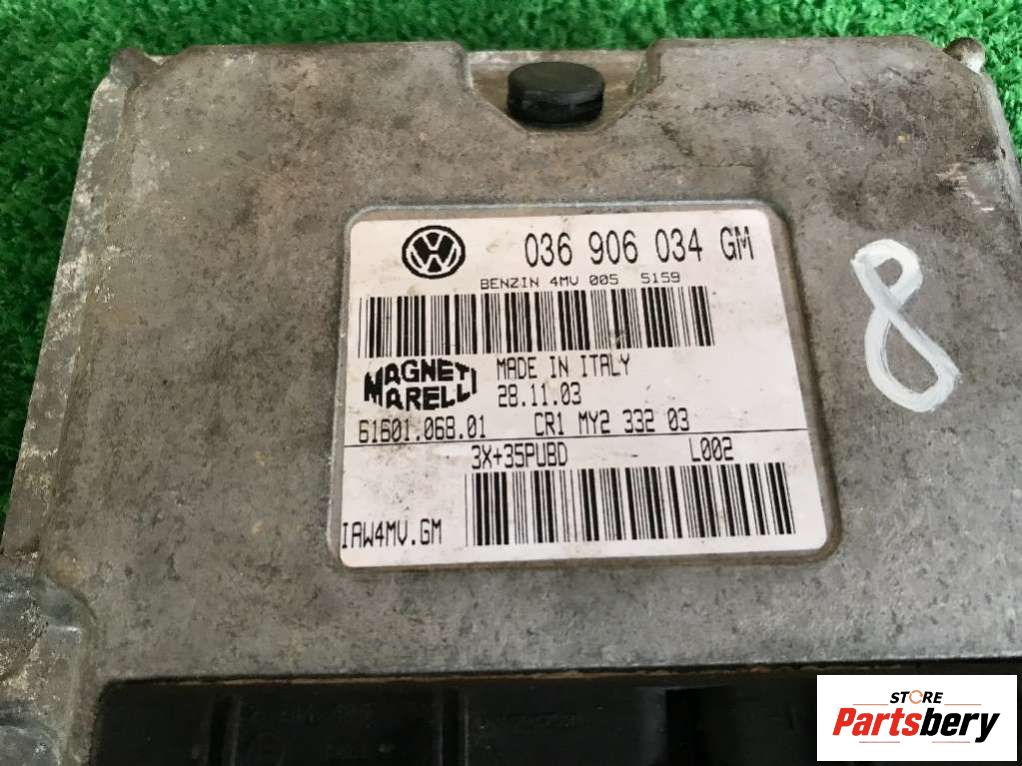 VW 036 906 034 GM
BENZIN 4MV 005 5159
MAGNETI MARELLI
MADE IN ITALY
28.11.03
61601.068.01 CR1 MY2 332 03
3X+35PUBD L002
IAW4MV.GM
8
STORE
Partsbery